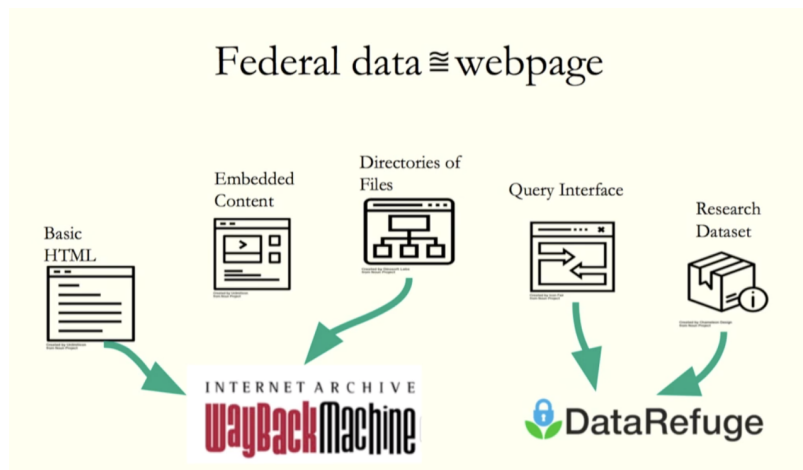 Federal data ≊ webpage
Basic
HTML
Embedded
Content
Directories of
Files
Query Interface
Research
Dataset
INTERNET ARCHIVE
WayBackMachine
DataRefuge